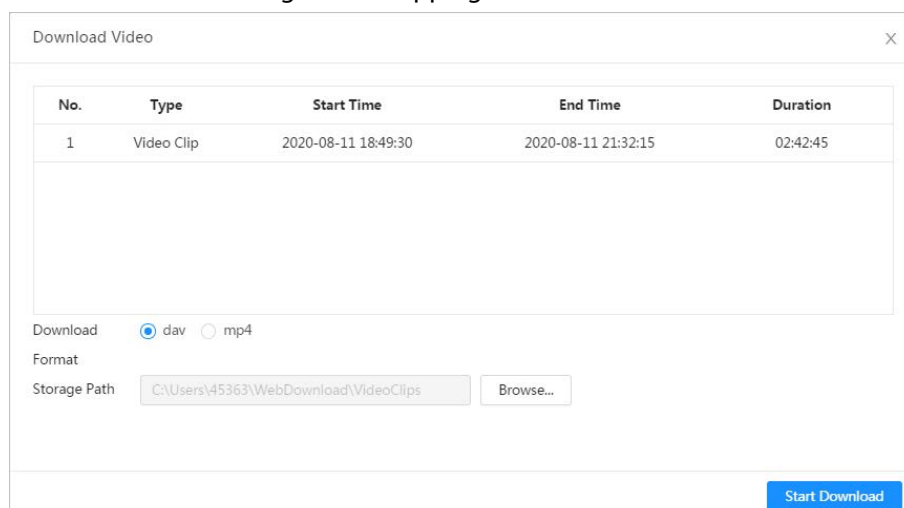 Download Video X
No. Type Start Time End Time Duration
1 Video Clip 2020-08-11 18:49:30 2020-08-11 21:32:15 02:42:45
Download dav mp4
Format
Storage Path C:\Users\45363\WebDownload\VideoClips Browse...
Start Download